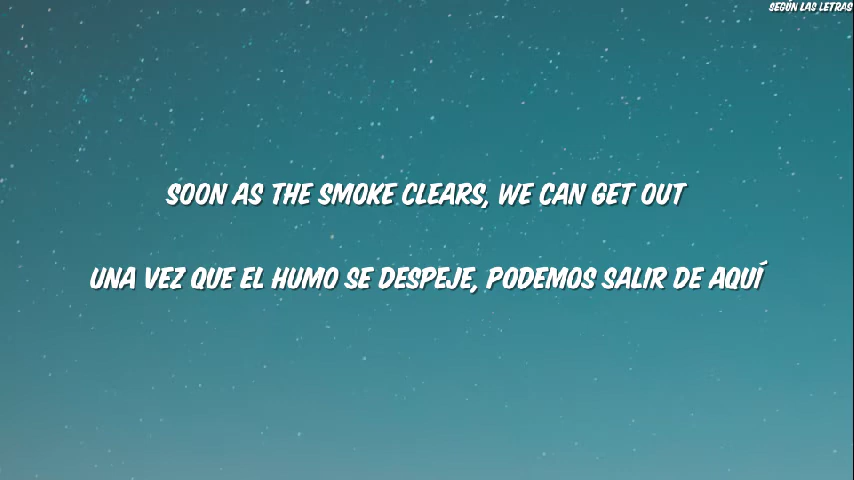 SEGÚN LAS LETRAS
SOON AS THE SMOKE CLEARS, WE CAN GET OUT
UNA VEZ QUE EL HUMO SE DESPEJE, PODEMOS SALIR DE AQUÍ